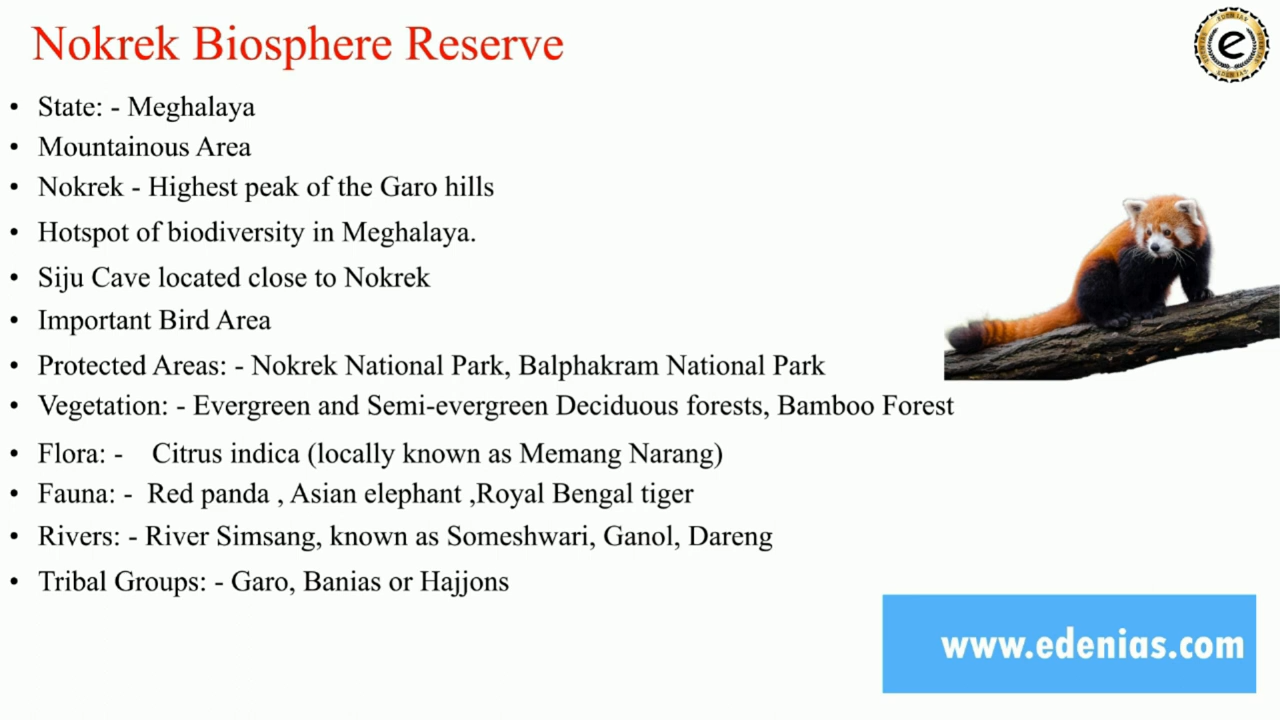 Nokrek Biosphere Reserve
• State: - Meghalaya
• Mountainous Area
• Nokrek - Highest peak of the Garo hills
• Hotspot of biodiversity in Meghalaya.
• Siju Cave located close to Nokrek
• Important Bird Area
• Protected Areas: - Nokrek National Park, Balphakram National Park
• Vegetation: - Evergreen and Semi-evergreen Deciduous forests, Bamboo Forest
• Flora: - Citrus indica (locally known as Memang Narang)
• Fauna: - Red panda , Asian elephant ,Royal Bengal tiger
• Rivers: - River Simsang, known as Someshwari, Ganol, Dareng
• Tribal Groups: - Garo, Banias or Hajjons
EDEN IAS
e
EDEN IAS
www.edenias.com